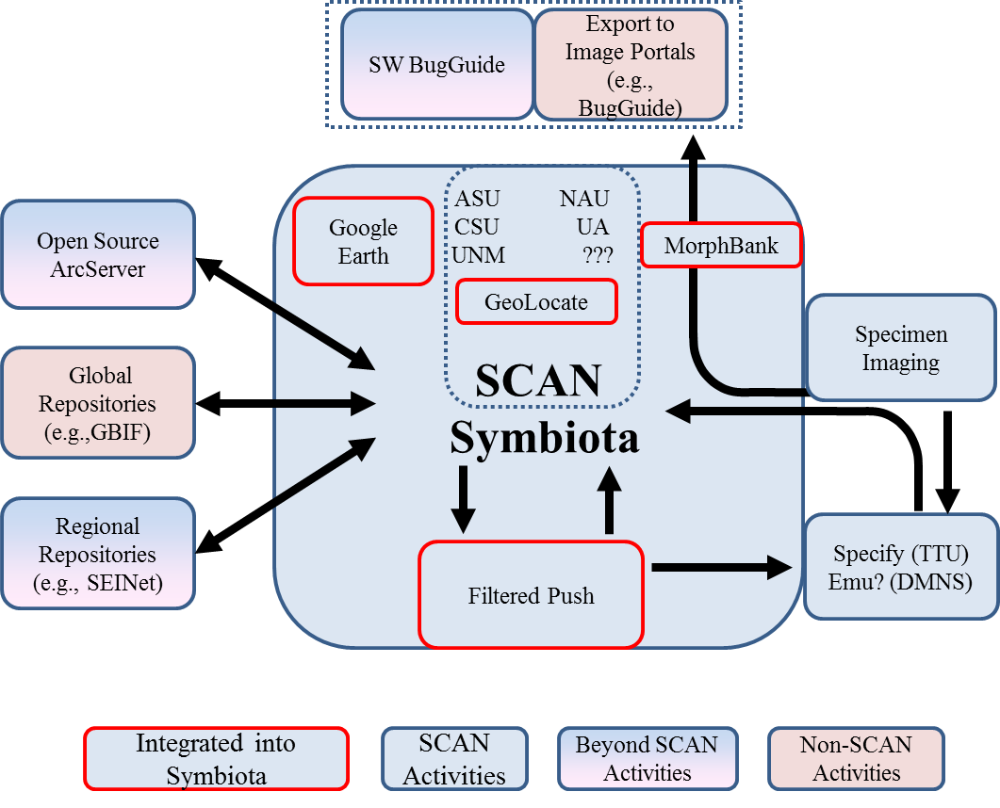 SW BugGuide
Export to
Image Portals
(e.g.,
BugGuide)
Google
Earth
ASU NAU
CSU UA
UNM ???
GeoLocate
MorphBank
SCAN
Symbiota
Open Source
ArcServer
Global
Repositories
(e.g.,GBIF)
Regional
Repositories
(e.g., SEINet)
Specimen
Imaging
Specify (TTU)
Emu? (DMNS)
Filtered Push
Integrated into
Symbiota
SCAN
Activities
Beyond SCAN
Activities
Non-SCAN
Activities